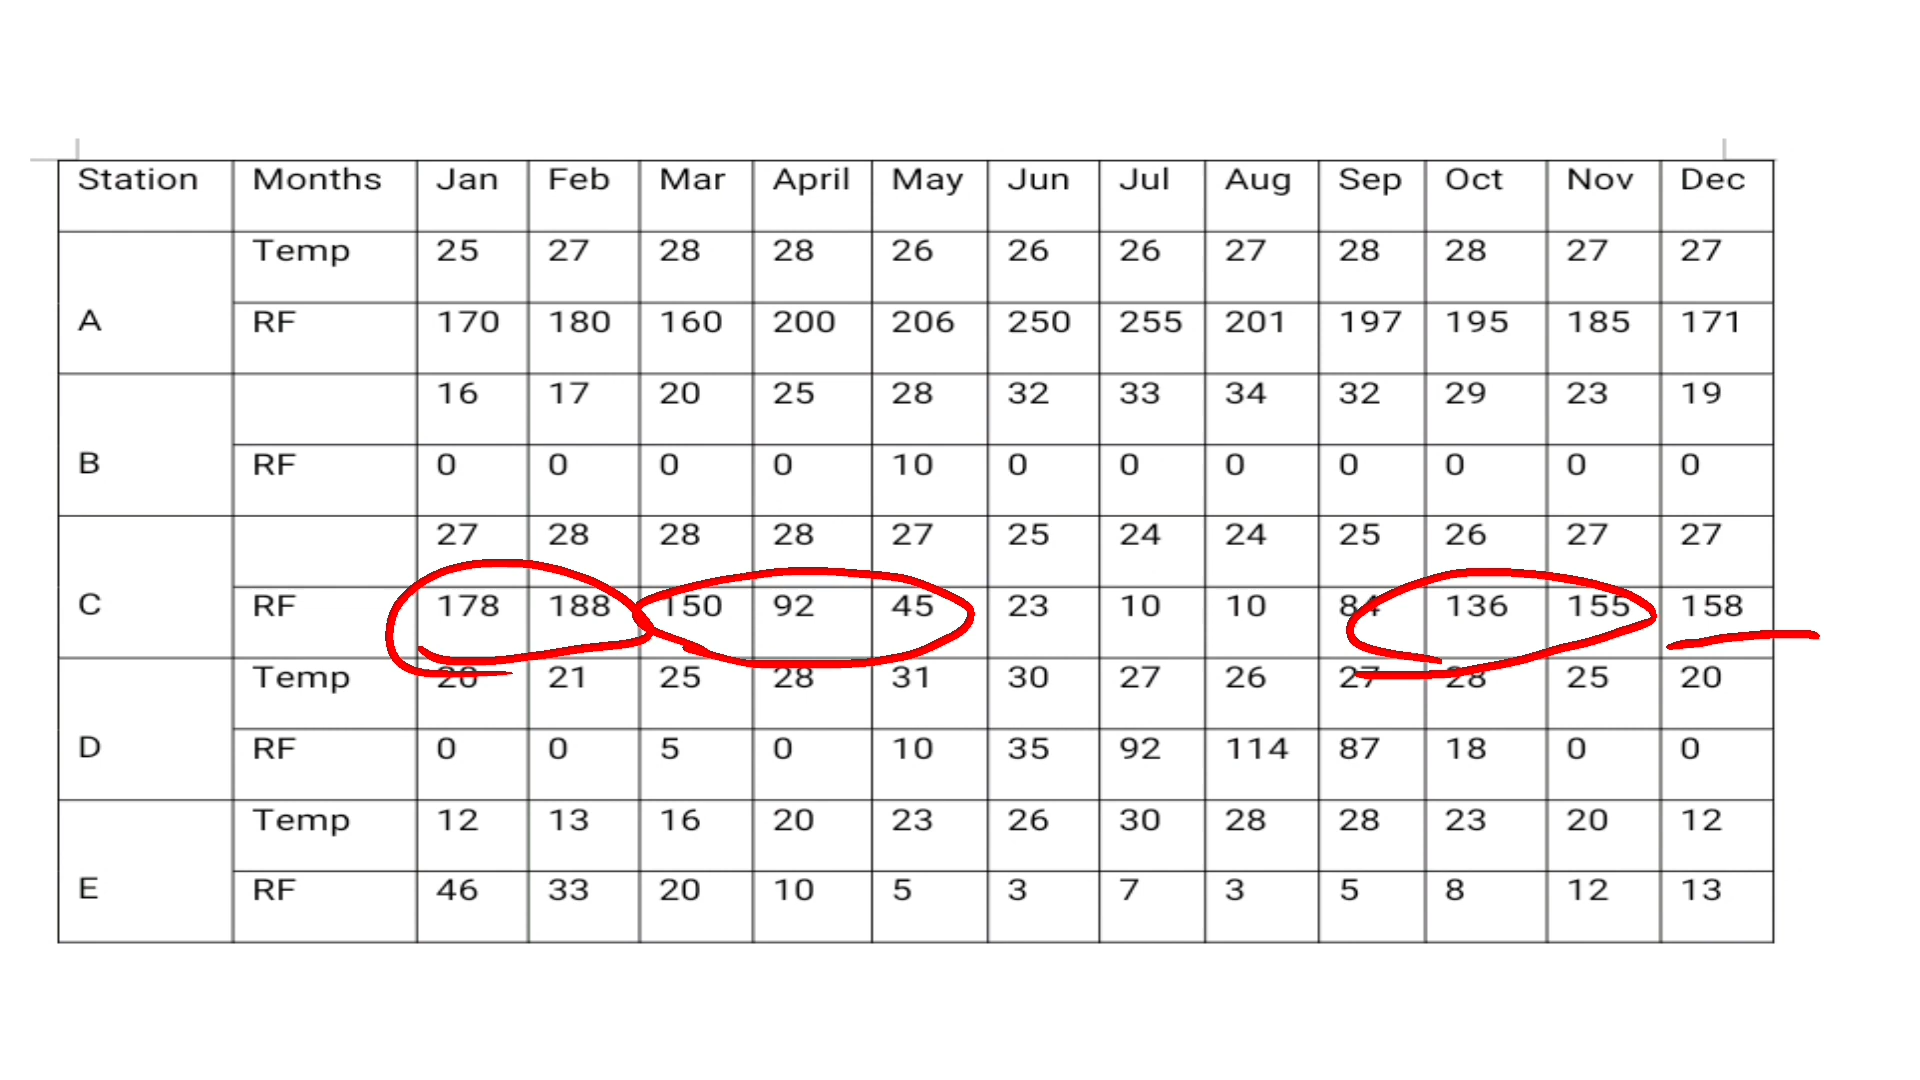 Station Months Jan Feb Mar April May Jun Jul Aug Sep Oct Nov Dec
Temp 25 27 28 28 26 26 26 27 28 28 27 27
A RF 170 180 160 200 206 250 255 201 197 195 185 171
16 17 20 25 28 32 33 34 32 29 23 19
B RF 0 0 0 0 10 0 0 0 0 0 0 0
27 28 28 28 27 25 24 24 25 26 27 27
C RF 178 188 150 92 45 23 10 10 84 136 155 158
Temp 20 21 25 28 31 30 27 26 27 28 25 20
D RF 0 0 5 0 10 35 92 114 87 18 0 0
Temp 12 13 16 20 23 26 30 28 28 23 20 12
E RF 46 33 20 10 5 3 7 3 5 8 12 13